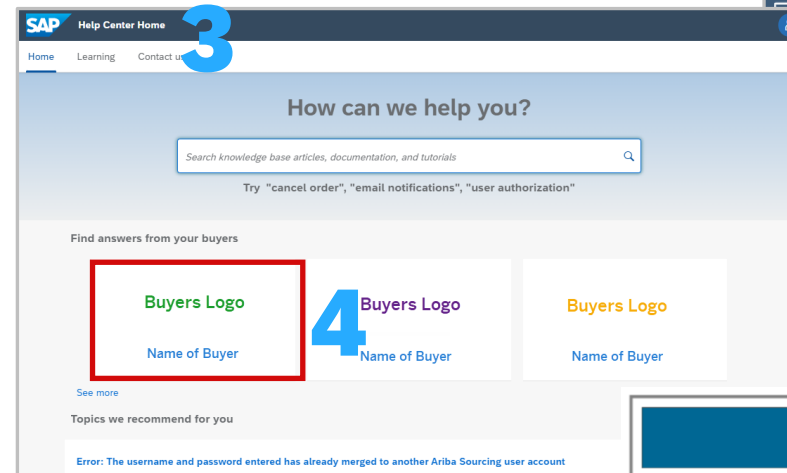 SAP Help Center Home
3
Home Learning Contact us
How can we help you?
Search knowledge base articles, documentation, and tutorials
Try "cancel order", "email notifications", "user authorization"
Find answers from your buyers
Buyers Logo Buyers Logo Buyers Logo
4
Name of Buyer Name of Buyer Name of Buyer
See more
Topics we recommend for you
Error: The username and password entered has already merged to another Ariba Sourcing user account